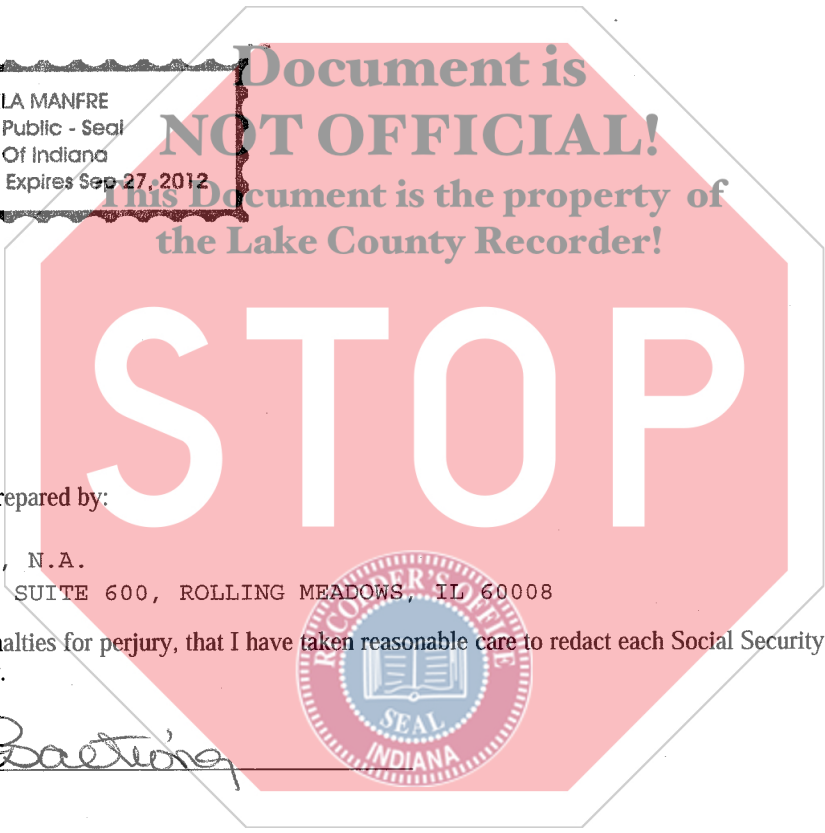 Document is
NOT OFFICIAL!
This Document is the property of
the Lake County Recorder!
LA MANFRE
Public - Seal
Of Indiana
Expires Sep 27, 2012
STOP
repared by:
, N.A.
SUITE 600, ROLLING MEADOWS, IL 60008
alties for perjury, that I have taken reasonable care to redact each Social Security
.
RECORDER'S OFFICE
SEAL
INDIANA